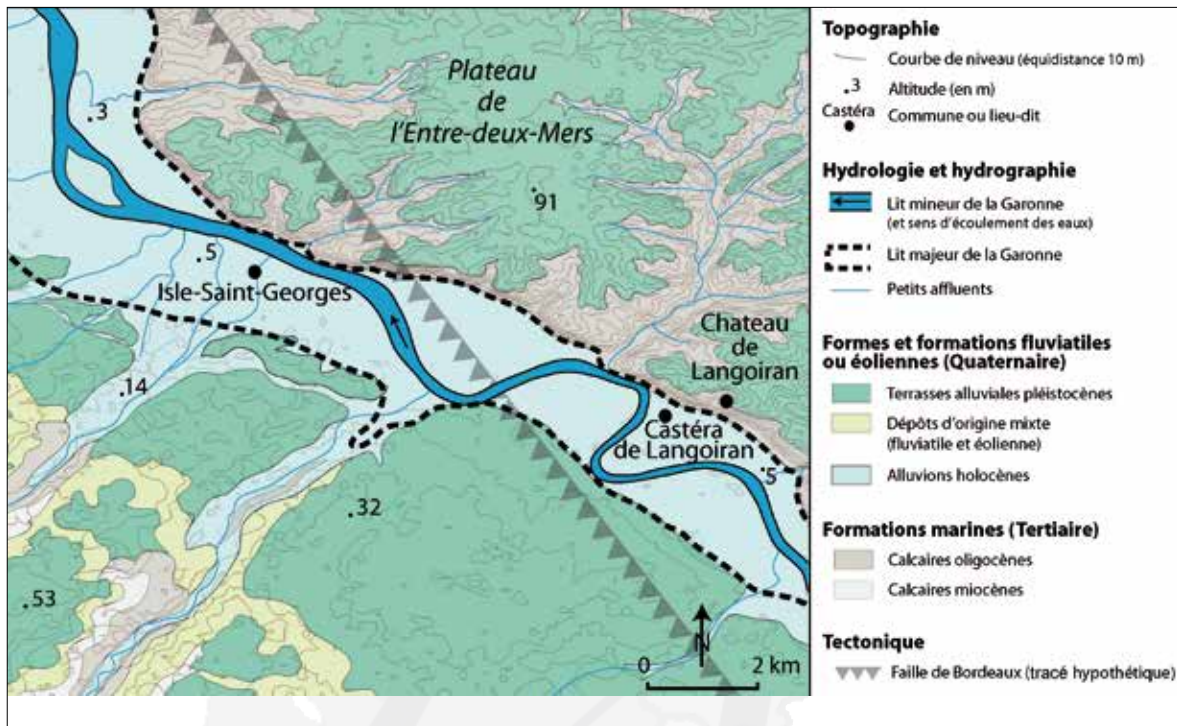 Plateau
de
l'Entre-deux-Mers
.3
.91
.5
Isle-Saint-Georges
Chateau
de
Langoiran
Castéra
de Langoiran
.5
.14
.32
.53
N
0 2 km
Topographie
Courbe de niveau (équidistance 10 m)
.3 Altitude (en m)
Castéra Commune ou lieu-dit
Hydrologie et hydrographie
Lit mineur de la Garonne
(et sens d'écoulement des eaux)
Lit majeur de la Garonne
Petits affluents
Formes et formations fluviatiles
ou éoliennes (Quaternaire)
Terrasses alluviales pléistocènes
Dépôts d'origine mixte
(fluviatile et éolienne)
Alluvions holocènes
Formations marines (Tertiaire)
Calcaires oligocènes
Calcaires miocènes
Tectonique
Faille de Bordeaux (tracé hypothétique)